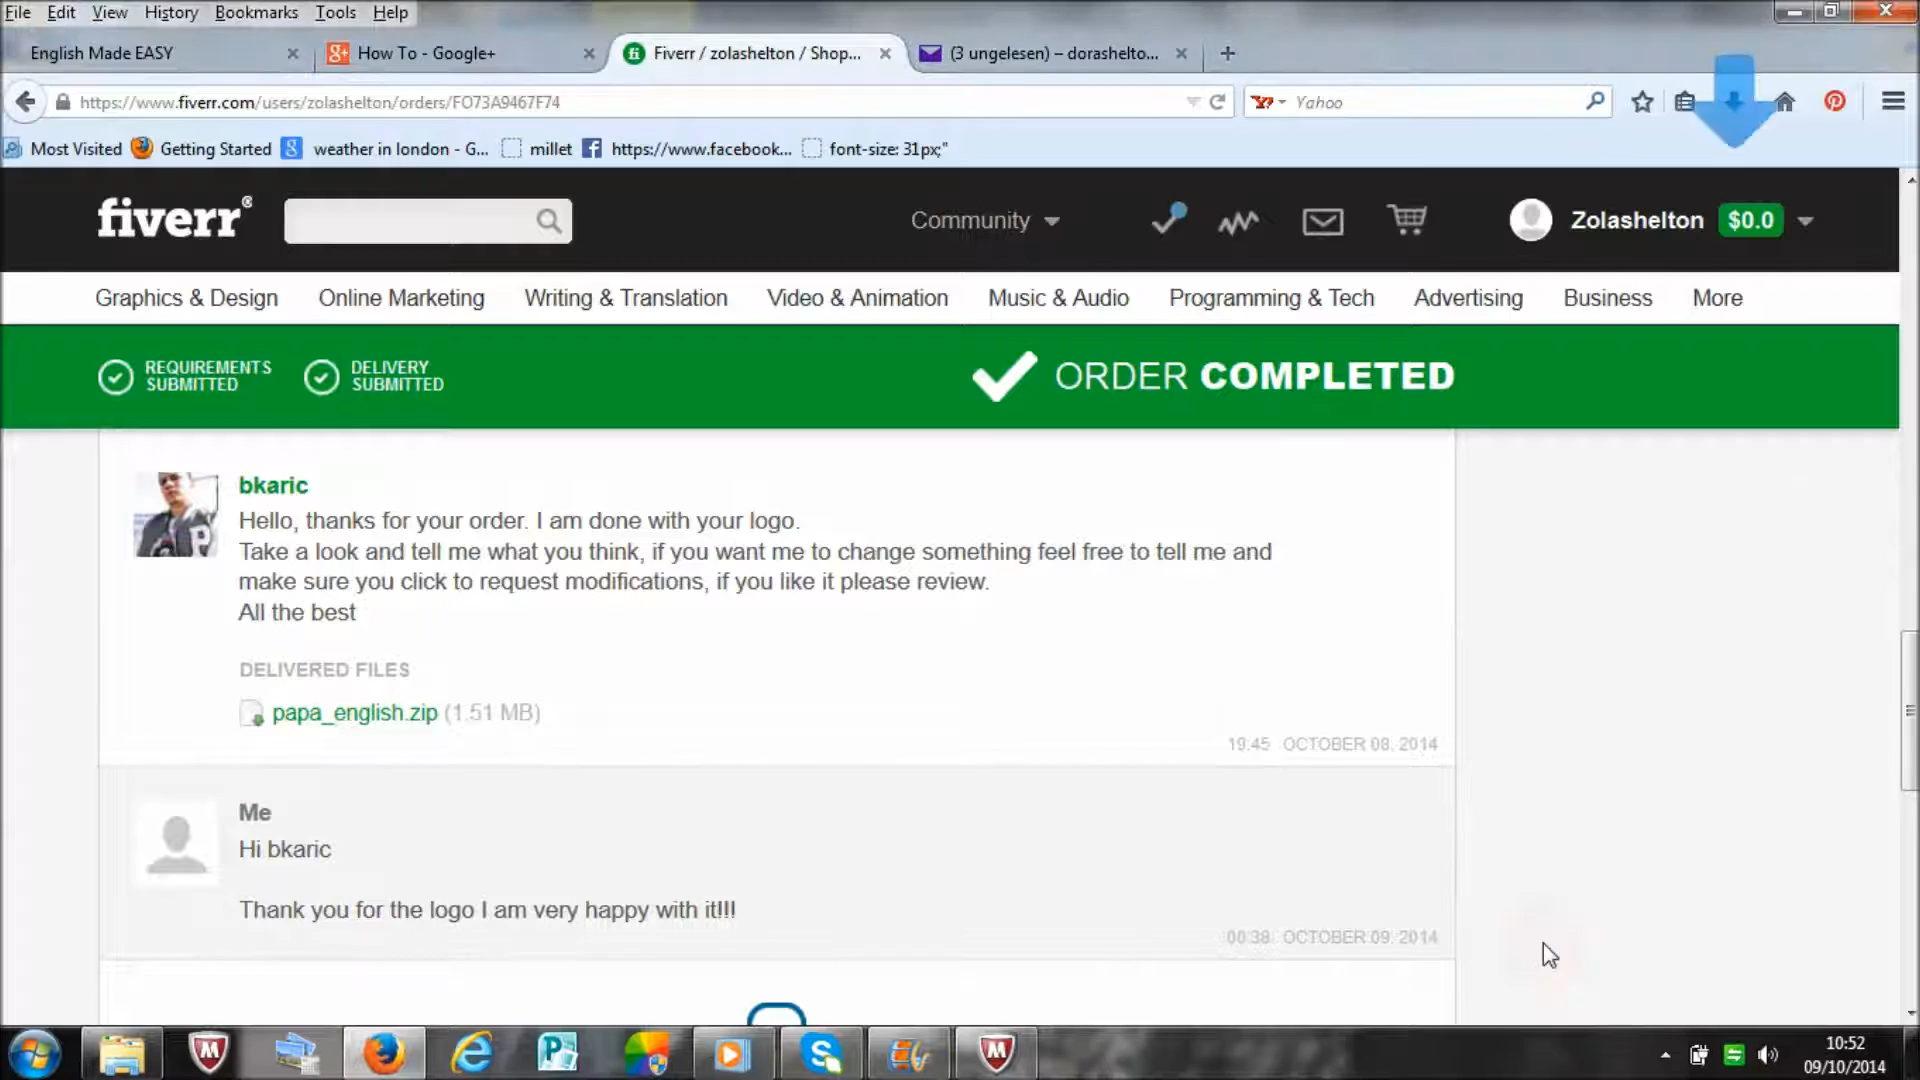 File Edit View History Bookmarks Tools Help
English Made EASY
How To - Google+
Fiverr / zolashelton / Shop...
(3 ungelesen) – dorashelto...
https://www.fiverr.com/users/zolashelton/orders/FO73A9467F74
Yahoo
Most Visited Getting Started weather in london - G... millet https://www.facebook... font-size: 31px;"
fiverr®
Community
Zolashelton $0.0
Graphics & Design Online Marketing Writing & Translation Video & Animation Music & Audio Programming & Tech Advertising Business More
REQUIREMENTS
SUBMITTED
DELIVERY
SUBMITTED
ORDER COMPLETED
bkaric
Hello, thanks for your order. I am done with your logo.
Take a look and tell me what you think, if you want me to change something feel free to tell me and
make sure you click to request modifications, if you like it please review.
All the best
DELIVERED FILES
papa_english.zip (1.51 MB)
19:45 OCTOBER 08, 2014
Me
Hi bkaric
Thank you for the logo I am very happy with it!!!
00:38 OCTOBER 09, 2014
10:52
09/10/2014